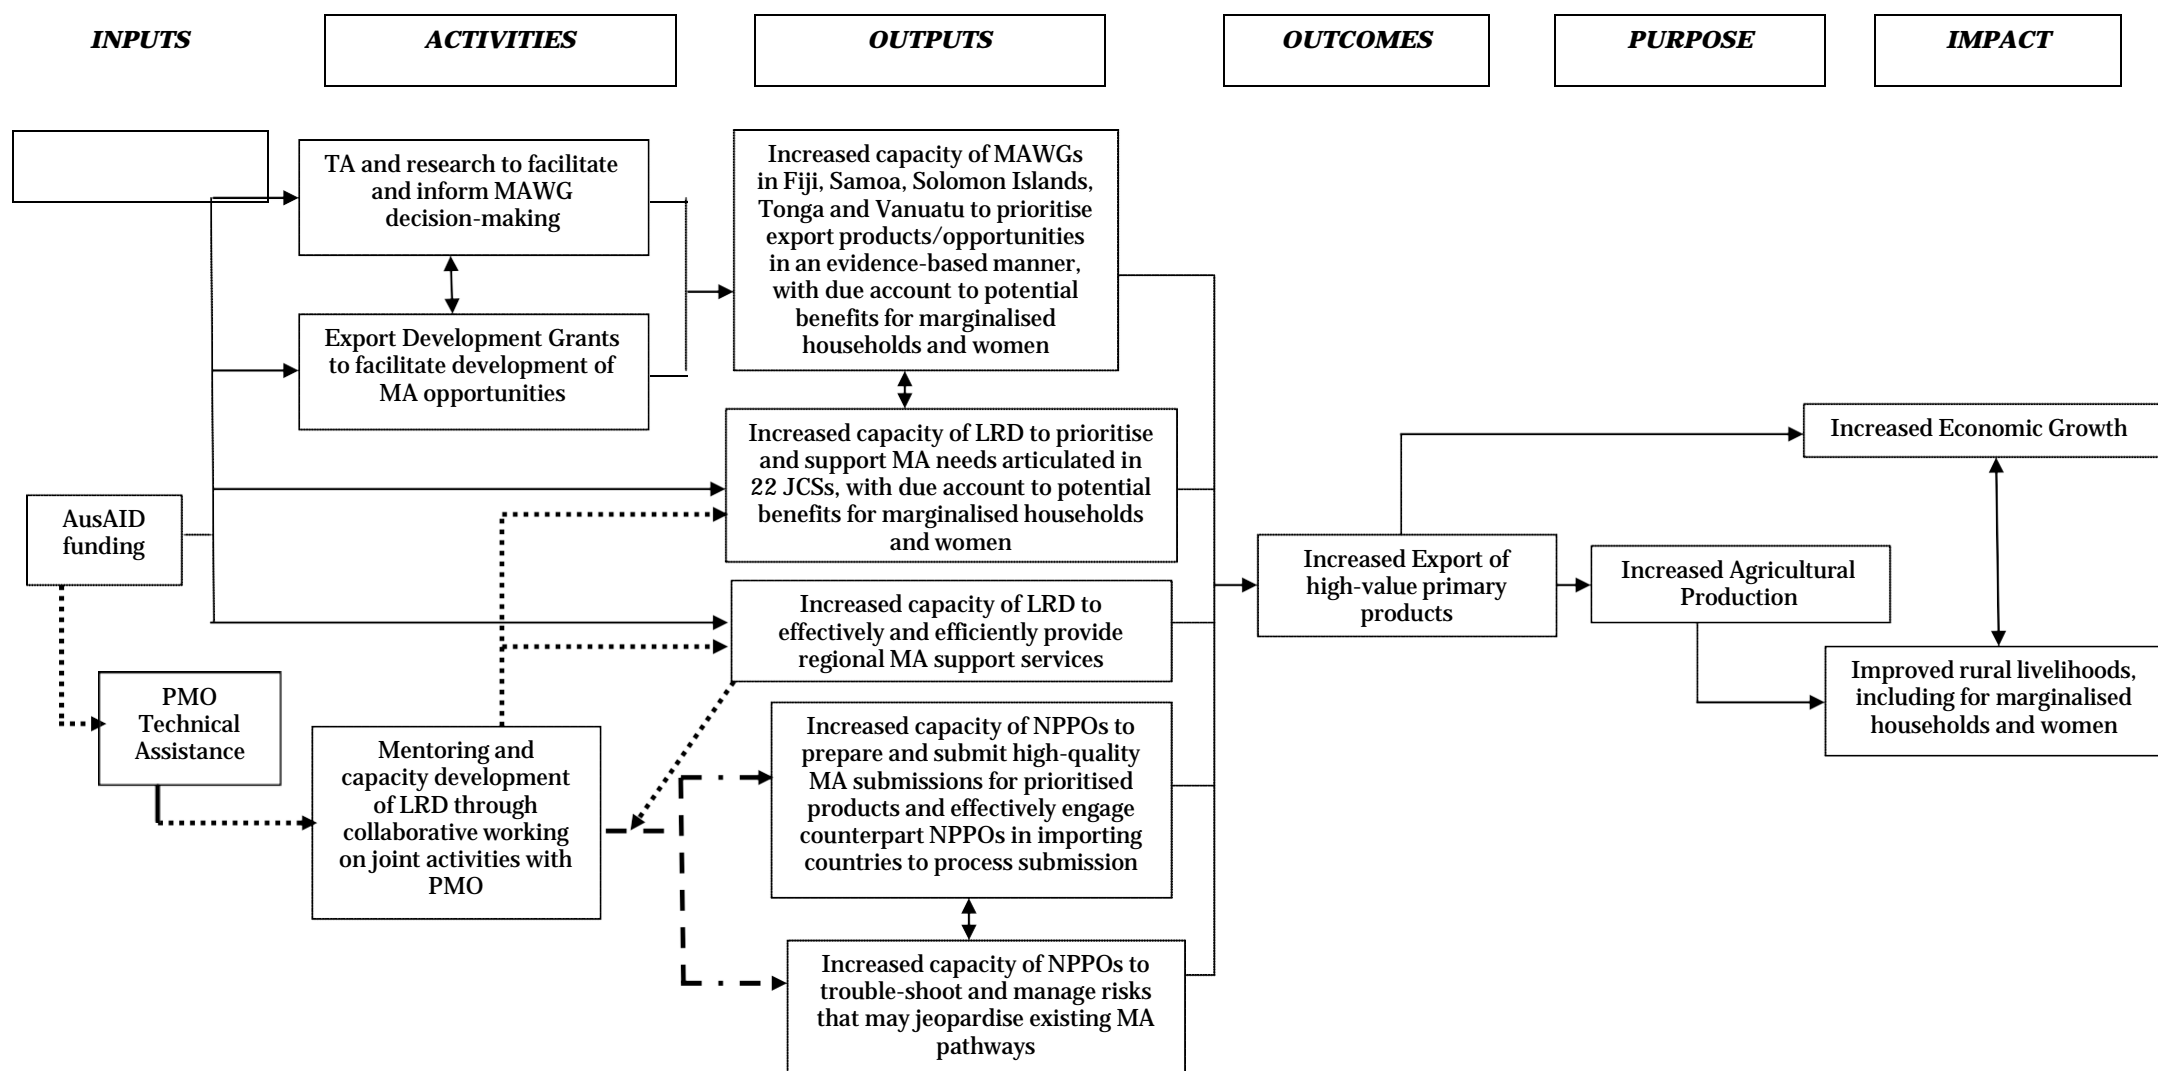 INPUTS
ACTIVITIES
OUTPUTS
OUTCOMES
PURPOSE
IMPACT
TA and research to facilitate
and inform MAWG
decision-making
Export Development Grants
to facilitate development of
MA opportunities
AusAID
funding
PMO
Technical
Assistance
Mentoring and
capacity development
of LRD through
collaborative working
on joint activities with
PMO
Increased capacity of MAWGs
in Fiji, Samoa, Solomon Islands,
Tonga and Vanuatu to prioritise
export products/opportunities
in an evidence-based manner,
with due account to potential
benefits for marginalised
households and women
Increased capacity of LRD to prioritise
and support MA needs articulated in
22 JCSs, with due account to potential
benefits for marginalised households
and women
Increased capacity of LRD to
effectively and efficiently provide
regional MA support services
Increased capacity of NPPOs to
prepare and submit high-quality
MA submissions for prioritised
products and effectively engage
counterpart NPPOs in importing
countries to process submission
Increased capacity of NPPOs to
trouble-shoot and manage risks
that may jeopardise existing MA
pathways
Increased Export of
high-value primary
products
Increased Agricultural
Production
Increased Economic Growth
Improved rural livelihoods,
including for marginalised
households and women